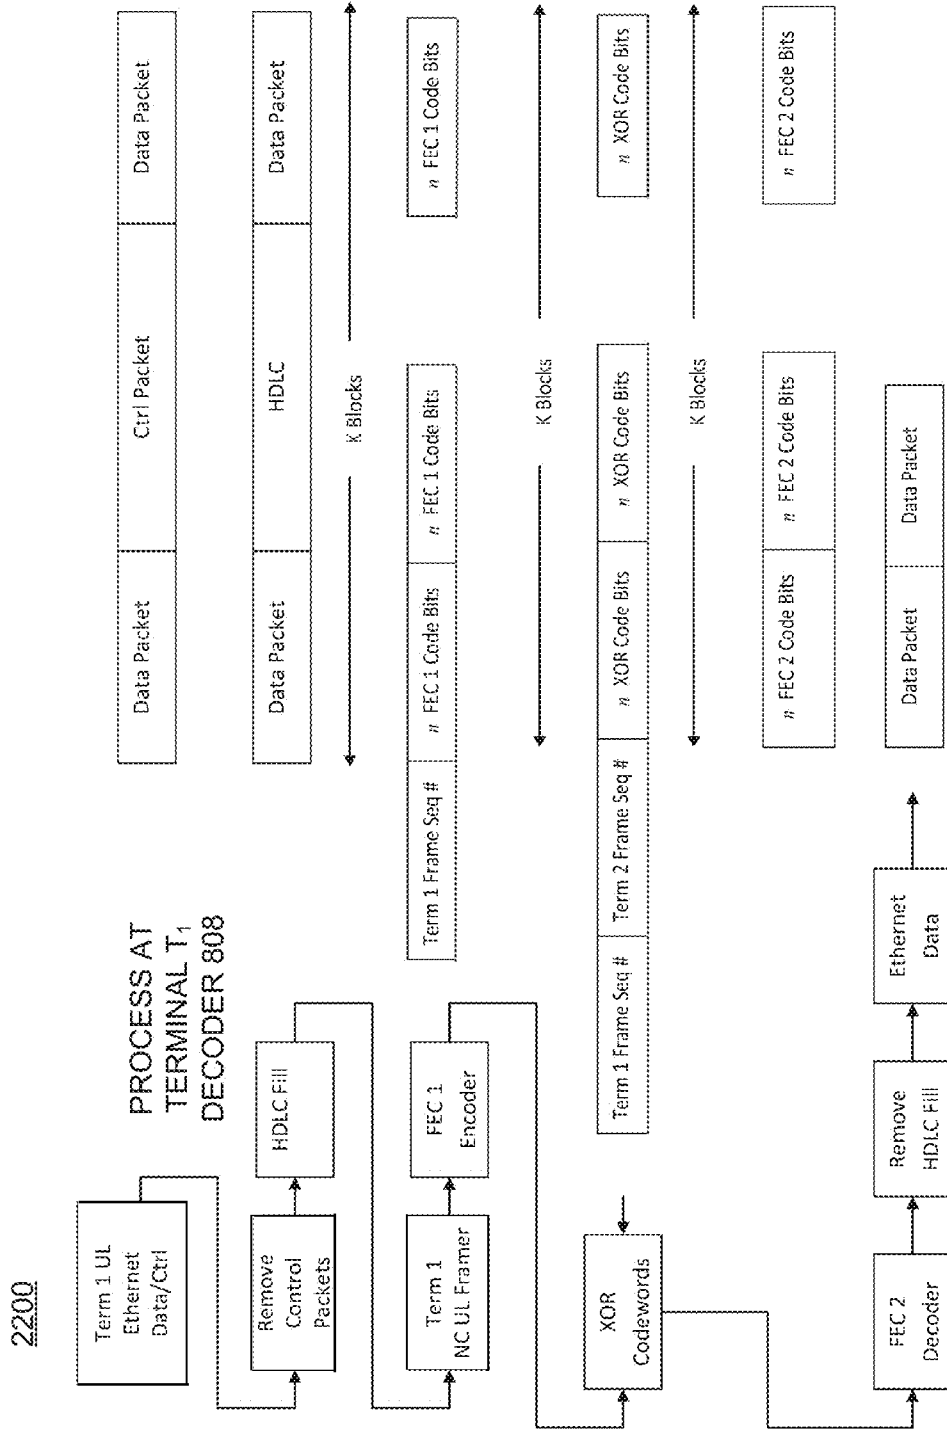 2200
PROCESS AT
TERMINAL T1
DECODER 808
Term 1 UL
Ethernet
Data/Ctrl
Data Packet
Ctrl Packet
Data Packet
Remove
Control
Packets
HDLC Fill
Data Packet
HDLC
Data Packet
K Blocks
Term 1
NC UL Framer
FEC 1
Encoder
Term 1 Frame Seq #
n FEC 1 Code Bits
n FEC 1 Code Bits
n FEC 1 Code Bits
K Blocks
XOR
Codewords
Term 1 Frame Seq #
Term 2 Frame Seq #
n XOR Code Bits
n XOR Code Bits
n XOR Code Bits
K Blocks
n FEC 2 Code Bits
n FEC 2 Code Bits
n FEC 2 Code Bits
FEC 2
Decoder
Remove
HDLC Fill
Ethernet
Data
Data Packet
Data Packet